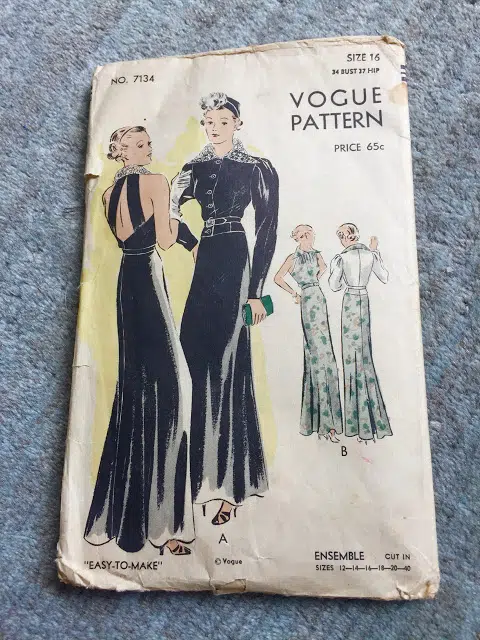 NO. 7134
SIZE 16
34 BUST 37 HIP
VOGUE
PATTERN
PRICE 65c
B
A
© Vogue
"EASY-TO-MAKE"
ENSEMBLE CUT IN
SIZES 12—14—16—18—20—40